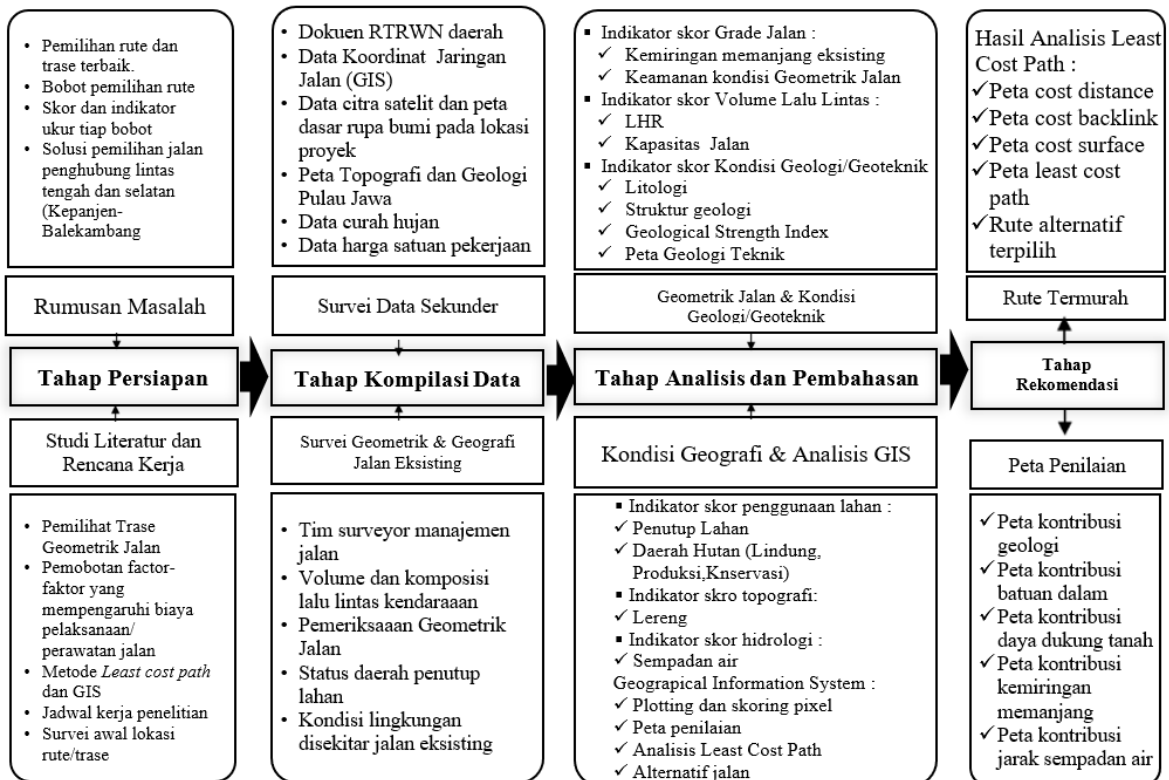 Pemilihan rute dan
trase terbaik.
Bobot pemilihan rute
Skor dan indikator
ukur tiap bobot
Solusi pemilihan jalan
penghubung lintas
tengah dan selatan
(Kepanjen-
Balekambang
Rumusan Masalah
Tahap Persiapan
Studi Literatur dan
Rencana Kerja
Pemilihat Trase
Geometrik Jalan
Pemobotan factor-
faktor yang
mempengaruhi biaya
pelaksanaan/
perawatan jalan
Metode Least cost path
dan GIS
Jadwal kerja penelitian
Survei awal lokasi
rute/trase
Dokuen RTRWN daerah
Data Koordinat Jaringan
Jalan (GIS)
Data citra satelit dan peta
dasar rupa bumi pada lokasi
proyek
Peta Topografi dan Geologi
Pulau Jawa
Data curah hujan
Data harga satuan pekerjaan
Survei Data Sekunder
Tahap Kompilasi Data
Survei Geometrik & Geografi
Jalan Eksisting
Tim surveyor manajemen
jalan
Volume dan komposisi
lalu lintas kendaraaan
Pemeriksaaan Geometrik
Jalan
Status daerah penutup
lahan
Kondisi lingkungan
disekitar jalan eksisting
Indikator skor Grade Jalan :
Kemiringan memanjang eksisting
Keamanan kondisi Geometrik Jalan
Indikator skor Volume Lalu Lintas :
LHR
Kapasitas Jalan
Indikator skor Kondisi Geologi/Geoteknik
Litologi
Struktur geologi
Geological Strength Index
Peta Geologi Teknik
Geometrik Jalan & Kondisi
Geologi/Geoteknik
Tahap Analisis dan Pembahasan
Kondisi Geografi & Analisis GIS
Indikator skor penggunaan lahan :
Penutup Lahan
Daerah Hutan (Lindung,
Produksi,Knservasi)
Indikator skro topografi:
Lereng
Indikator skor hidrologi :
Sempadan air
Geograpical Information System :
Plotting dan skoring pixel
Peta penilaian
Analisis Least Cost Path
Alternatif jalan
Hasil Analisis Least
Cost Path :
Peta cost distance
Peta cost backlink
Peta cost surface
Peta least cost
path
Rute alternatif
terpilih
Rute Termurah
Tahap
Rekomendasi
Peta Penilaian
Peta kontribusi
geologi
Peta kontribusi
batuan dalam
Peta kontribusi
daya dukung tanah
Peta kontribusi
kemiringan
memanjang
Peta kontribusi
jarak sempadan air